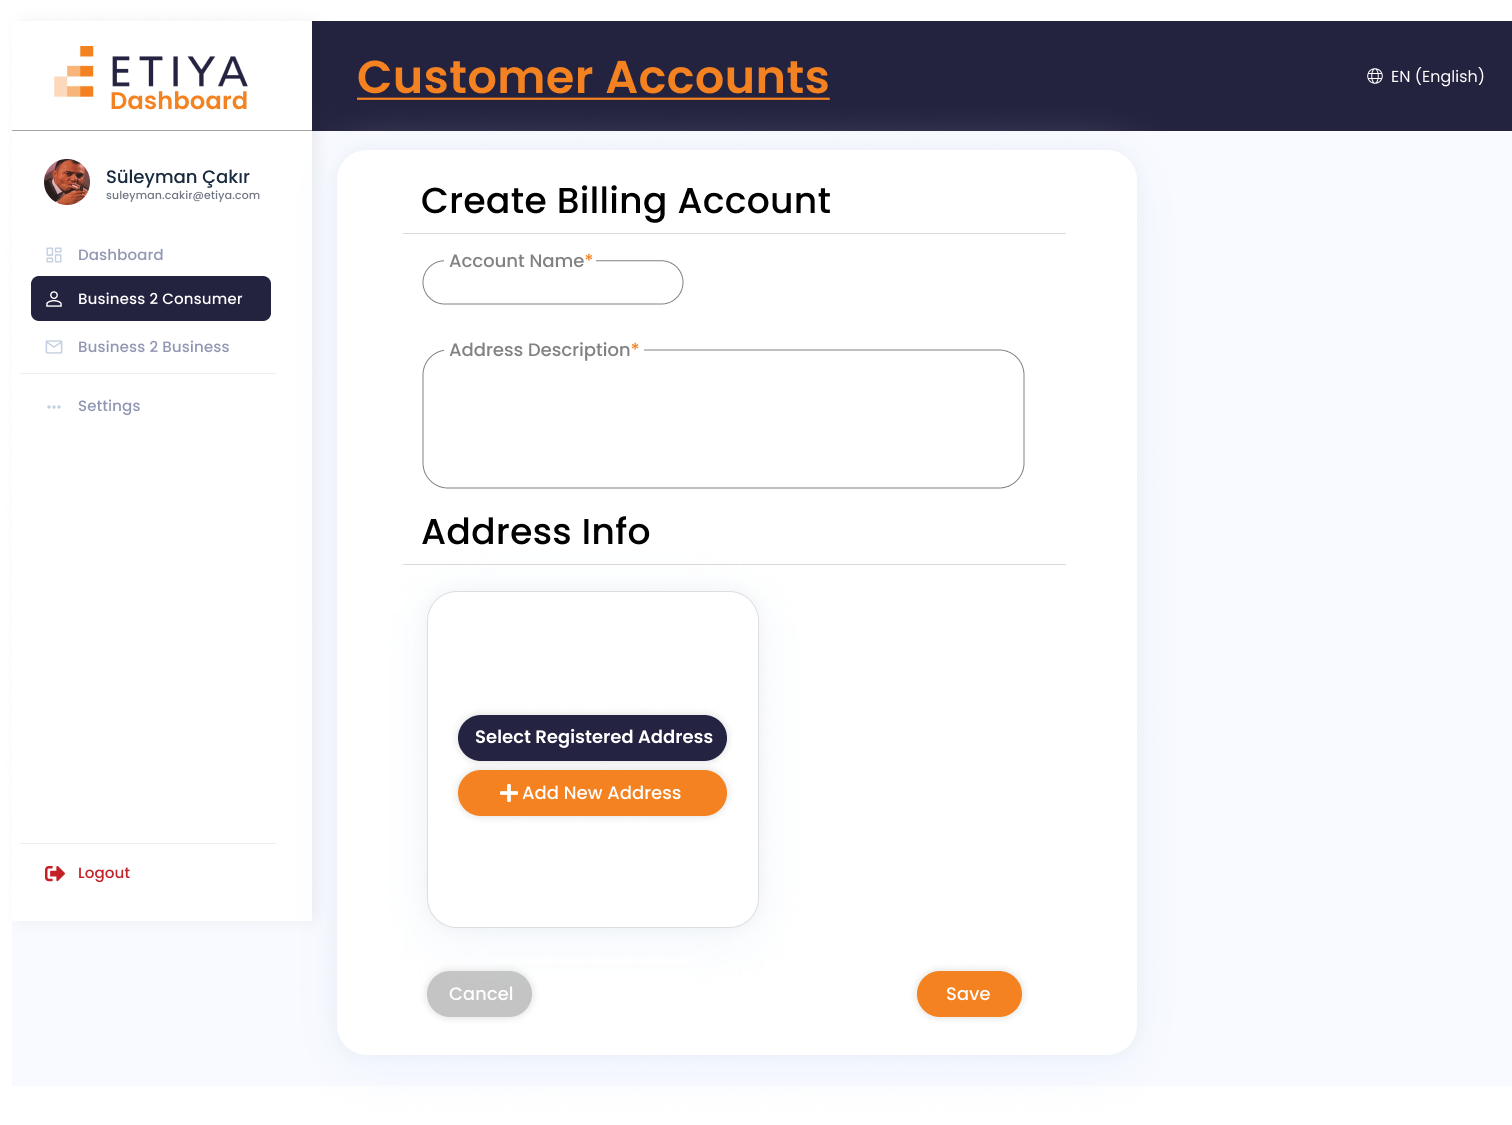 ETIYA
Dashboard
Customer Accounts
EN (English)
Süleyman Çakır
suleyman.cakir@etiya.com
Dashboard
Business 2 Consumer
Business 2 Business
Settings
Logout
Create Billing Account
Account Name*
Address Description*
Address Info
Select Registered Address
Add New Address
Cancel
Save